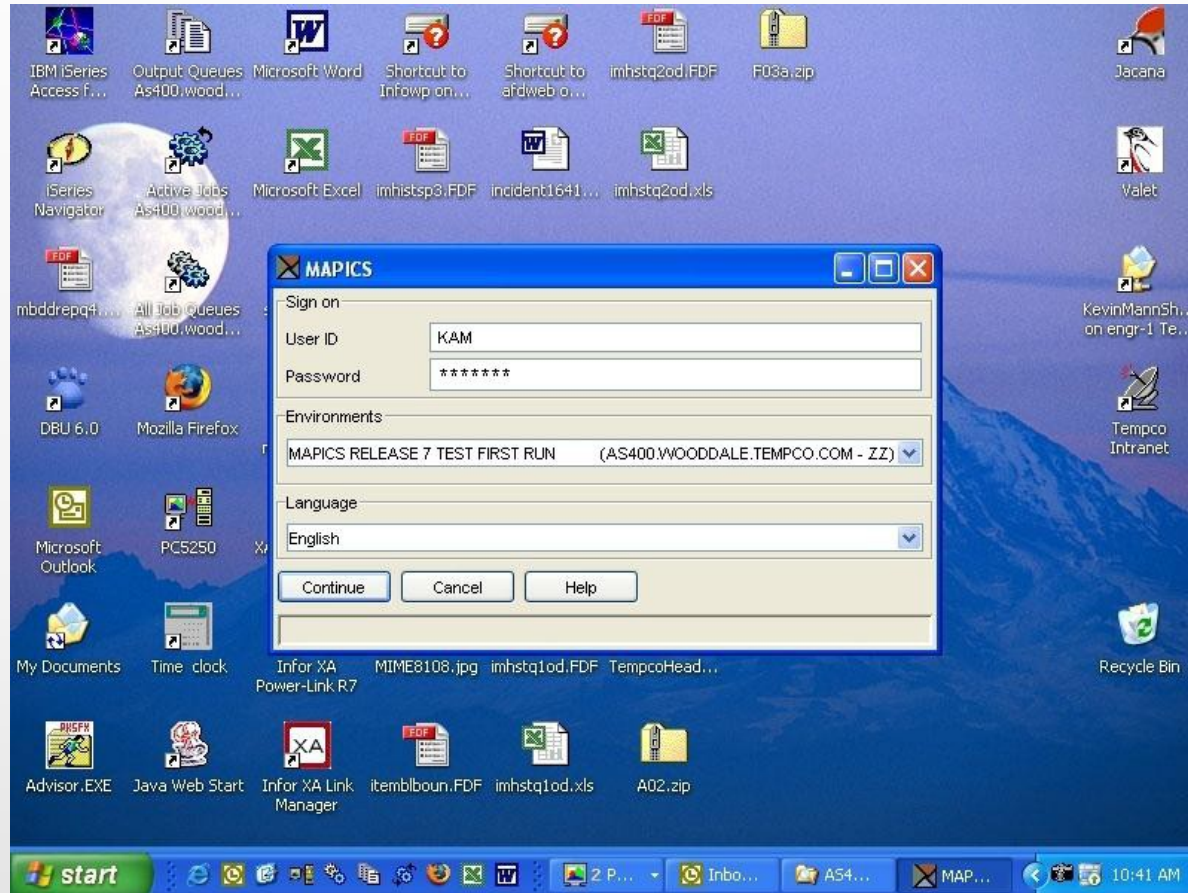 IBM iSeries Access f...
Output Queues As400.wood...
Microsoft Word
Shortcut to Infowp on...
Shortcut to afdweb o...
imhstq2od.FDF
F03a.zip
Jacana
iSeries Navigator
Active Jobs As400.wood...
Microsoft Excel
imhistsp3.FDF
incident1641...
imhstq2od.xls
Valet
mbddrepq4....
All Job Queues As400.wood...
KevinMannSh... on engr-1 Te...
DBU 6.0
Mozilla Firefox
Tempco Intranet
Microsoft Outlook
PC5250
MAPICS
Sign on
User ID
KAM
Password
*******
Environments
MAPICS RELEASE 7 TEST FIRST RUN (AS400.WOODDALE.TEMPCO.COM - ZZ)
Language
English
Continue
Cancel
Help
My Documents
Time clock
Infor XA Power-Link R7
MIME8108.jpg
imhstq1od.FDF
TempcoHead...
Recycle Bin
Advisor.EXE
Java Web Start
XA
Infor XA Link Manager
itemblboun.FDF
imhstq1od.xls
A02.zip
start
2 P...
Inbo...
AS4...
MAP...
10:41 AM